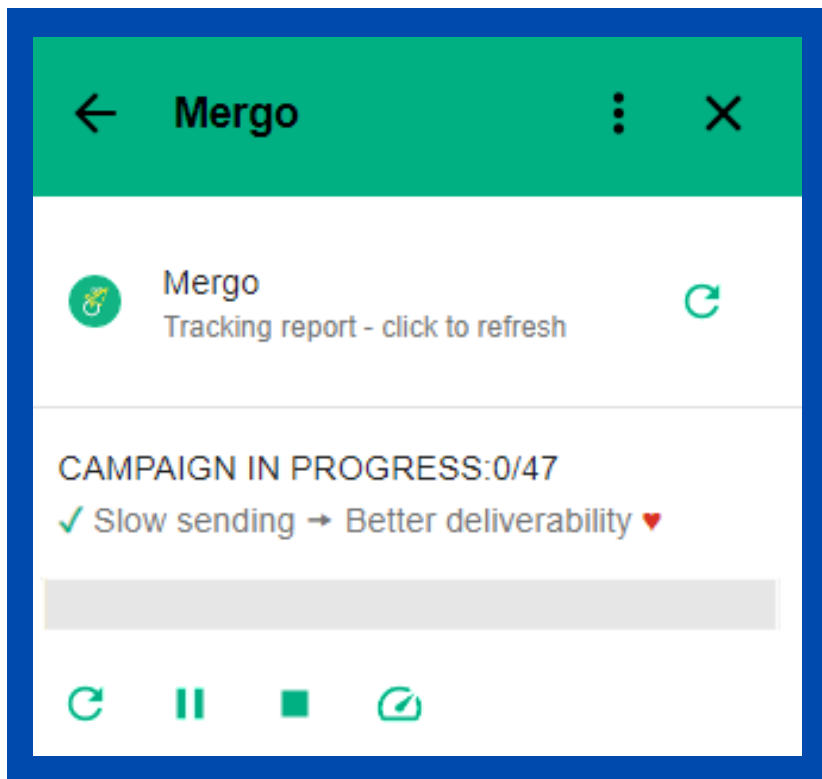 Mergo
Mergo
Tracking report - click to refresh
CAMPAIGN IN PROGRESS:0/47
✓ Slow sending → Better deliverability ♥